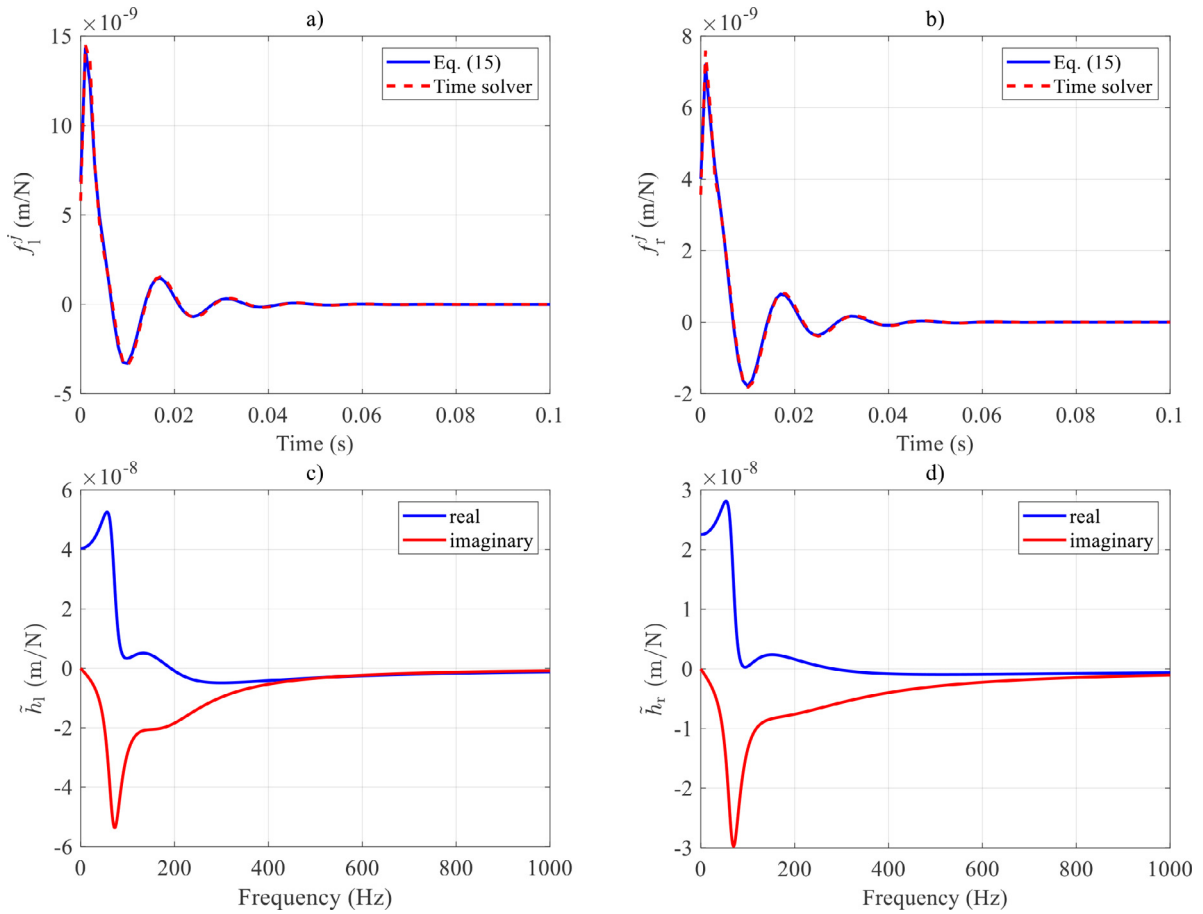 a)
×10⁻⁹
15
10
5
0
-5
f_l^j (m/N)
Eq. (15)
Time solver
0 0.02 0.04 0.06 0.08 0.1
Time (s)
b)
×10⁻⁹
8
6
4
2
0
-2
f_r^j (m/N)
Eq. (15)
Time solver
0 0.02 0.04 0.06 0.08 0.1
Time (s)
c)
×10⁻⁸
6
4
2
0
-2
-4
-6
h̃_l (m/N)
real
imaginary
0 200 400 600 800 1000
Frequency (Hz)
d)
×10⁻⁸
3
2
1
0
-1
-2
-3
h̃_r (m/N)
real
imaginary
0 200 400 600 800 1000
Frequency (Hz)